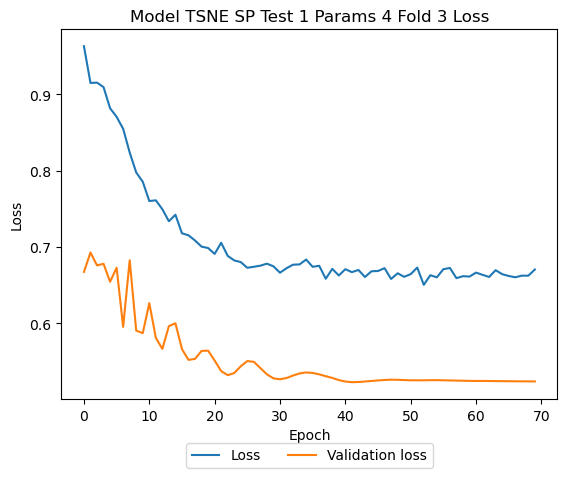 Model TSNE SP Test 1 Params 4 Fold 3 Loss
Loss
0.9
0.8
0.7
0.6
0 10 20 30 40 50 60 70
Epoch
Loss Validation loss